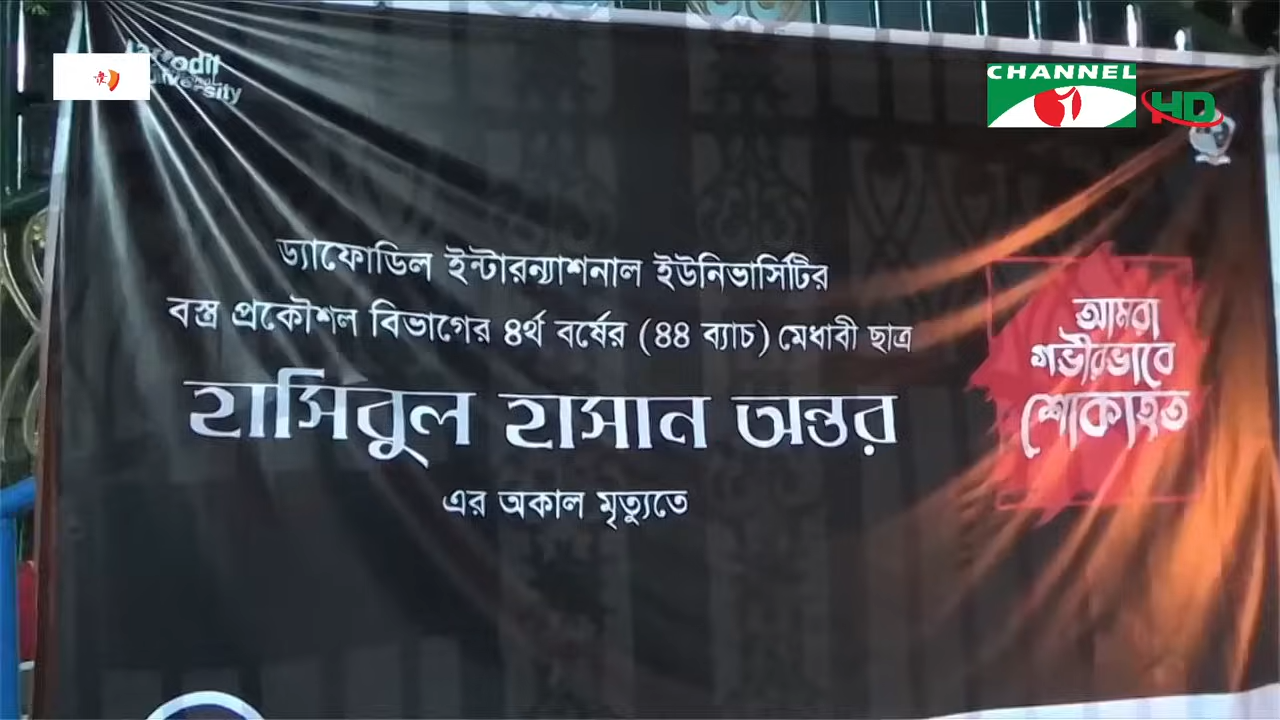 CHANNEL
i HD
ড্যাফোডিল ইন্টারন্যাশনাল ইউনিভার্সিটির
বস্ত্র প্রকৌশল বিভাগের ৪র্থ বর্ষের (৪৪ ব্যাচ) মেধাবী ছাত্র
হাসিবুল হাসান অন্তর
এর অকাল মৃত্যুতে
আমরা
গভীরভাবে
শোকাহত